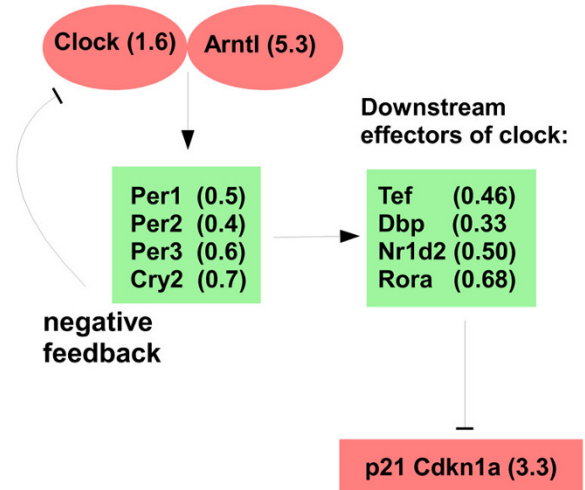 Clock (1.6) Arntl (5.3)
Downstream
effectors of clock:
Per1 (0.5)
Per2 (0.4)
Per3 (0.6)
Cry2 (0.7)
Tef (0.46)
Dbp (0.33
Nr1d2 (0.50)
Rora (0.68)
negative
feedback
p21 Cdkn1a (3.3)